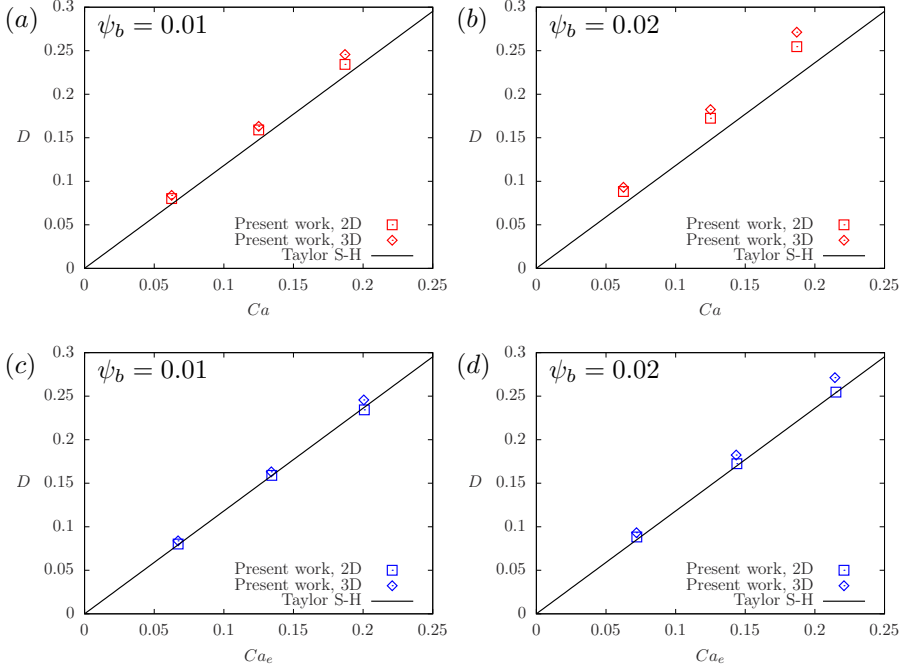 (a)
ψ_b = 0.01
0.3
0.25
0.2
0.15
D
0.1
0.05
0
Present work, 2D
Present work, 3D
Taylor S-H
0 0.05 0.1 0.15 0.2 0.25
Ca
(b)
ψ_b = 0.02
0.3
0.25
0.2
0.15
D
0.1
0.05
0
Present work, 2D
Present work, 3D
Taylor S-H
0 0.05 0.1 0.15 0.2 0.25
Ca
(c)
ψ_b = 0.01
0.3
0.25
0.2
0.15
D
0.1
0.05
0
Present work, 2D
Present work, 3D
Taylor S-H
0 0.05 0.1 0.15 0.2 0.25
Ca_e
(d)
ψ_b = 0.02
0.3
0.25
0.2
0.15
D
0.1
0.05
0
Present work, 2D
Present work, 3D
Taylor S-H
0 0.05 0.1 0.15 0.2 0.25
Ca_e